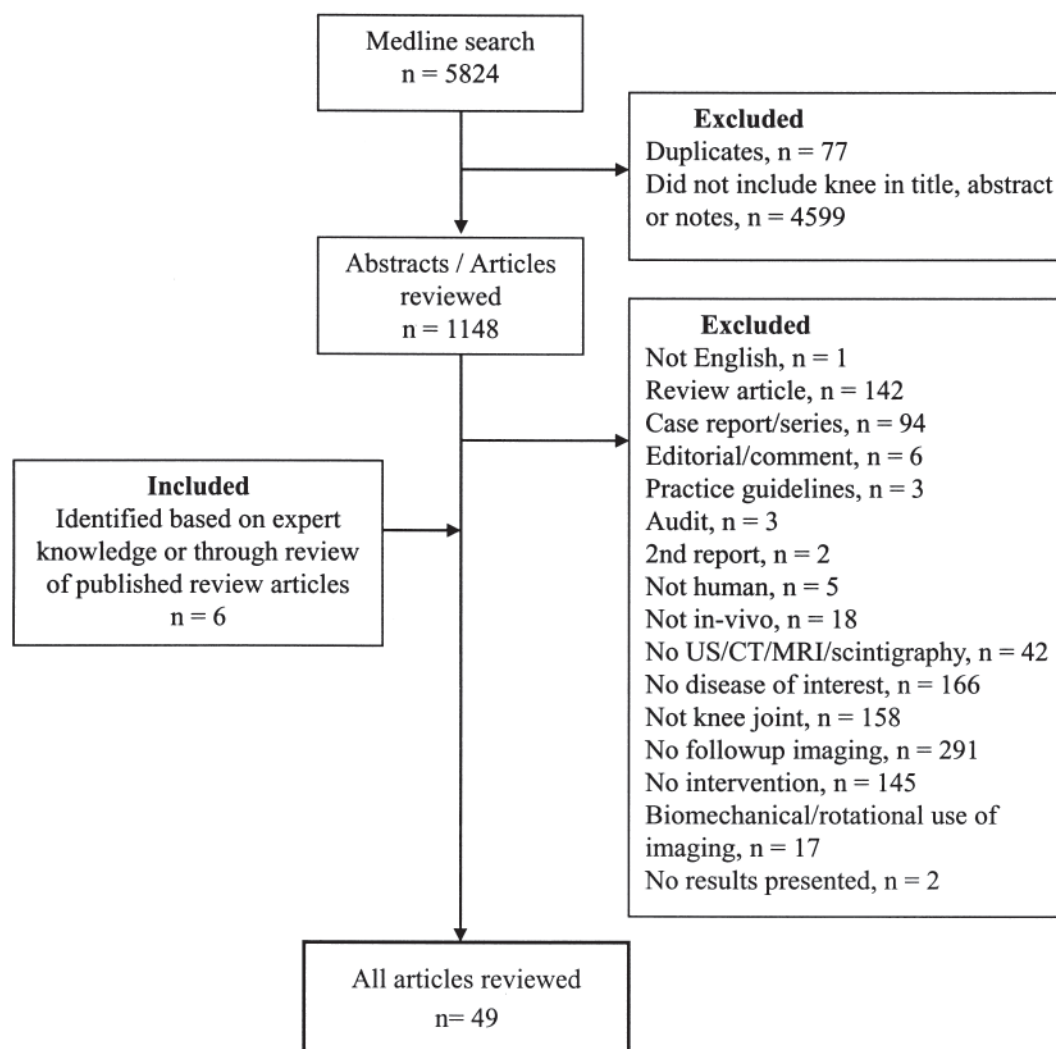 Medline search
n = 5824
Excluded
Duplicates, n = 77
Did not include knee in title, abstract
or notes, n = 4599
Abstracts / Articles
reviewed
n = 1148
Excluded
Not English, n = 1
Review article, n = 142
Case report/series, n = 94
Editorial/comment, n = 6
Practice guidelines, n = 3
Audit, n = 3
2nd report, n = 2
Not human, n = 5
Not in-vivo, n = 18
No US/CT/MRI/scintigraphy, n = 42
No disease of interest, n = 166
Not knee joint, n = 158
No followup imaging, n = 291
No intervention, n = 145
Biomechanical/rotational use of
imaging, n = 17
No results presented, n = 2
Included
Identified based on expert
knowledge or through review
of published review articles
n = 6
All articles reviewed
n= 49